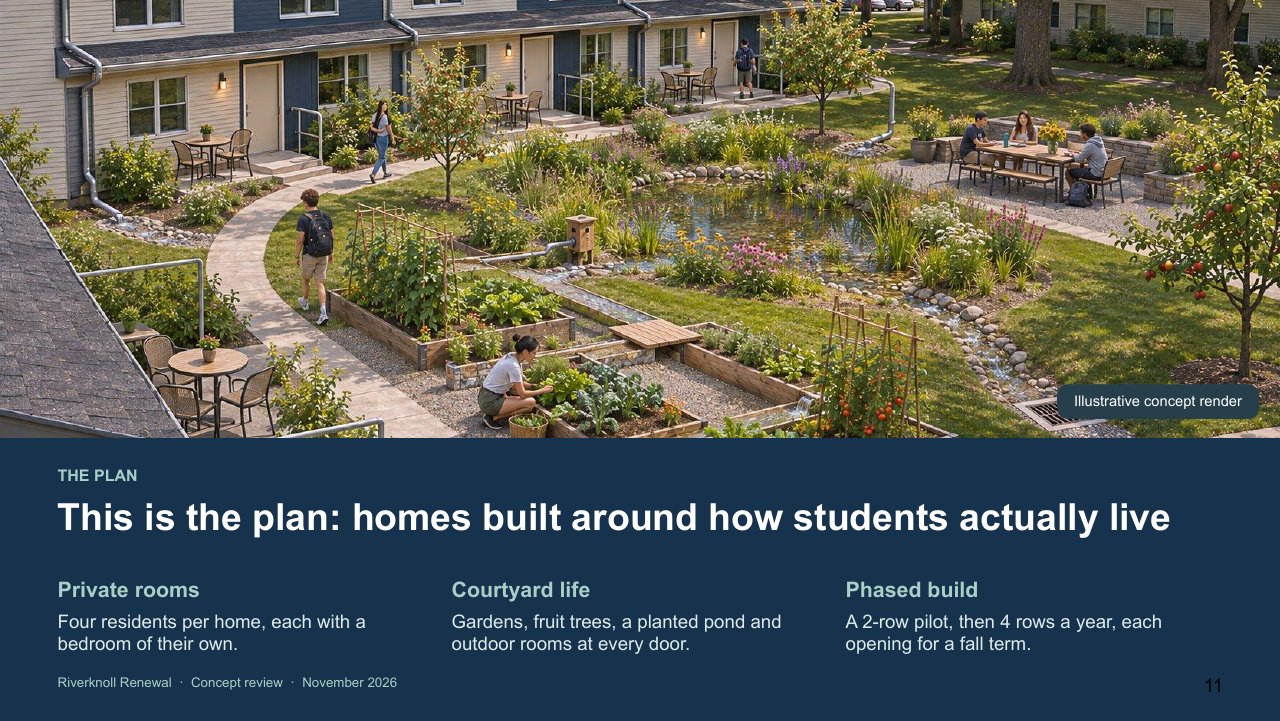 Illustrative concept render
THE PLAN
This is the plan: homes built around how students actually live
Private rooms
Four residents per home, each with a
bedroom of their own.
Courtyard life
Gardens, fruit trees, a planted pond and
outdoor rooms at every door.
Phased build
A 2-row pilot, then 4 rows a year, each
opening for a fall term.
Riverknoll Renewal · Concept review · November 2026
11